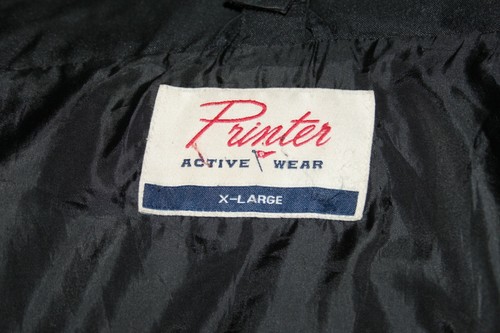 Printer
ACTIVE WEAR
X-LARGE